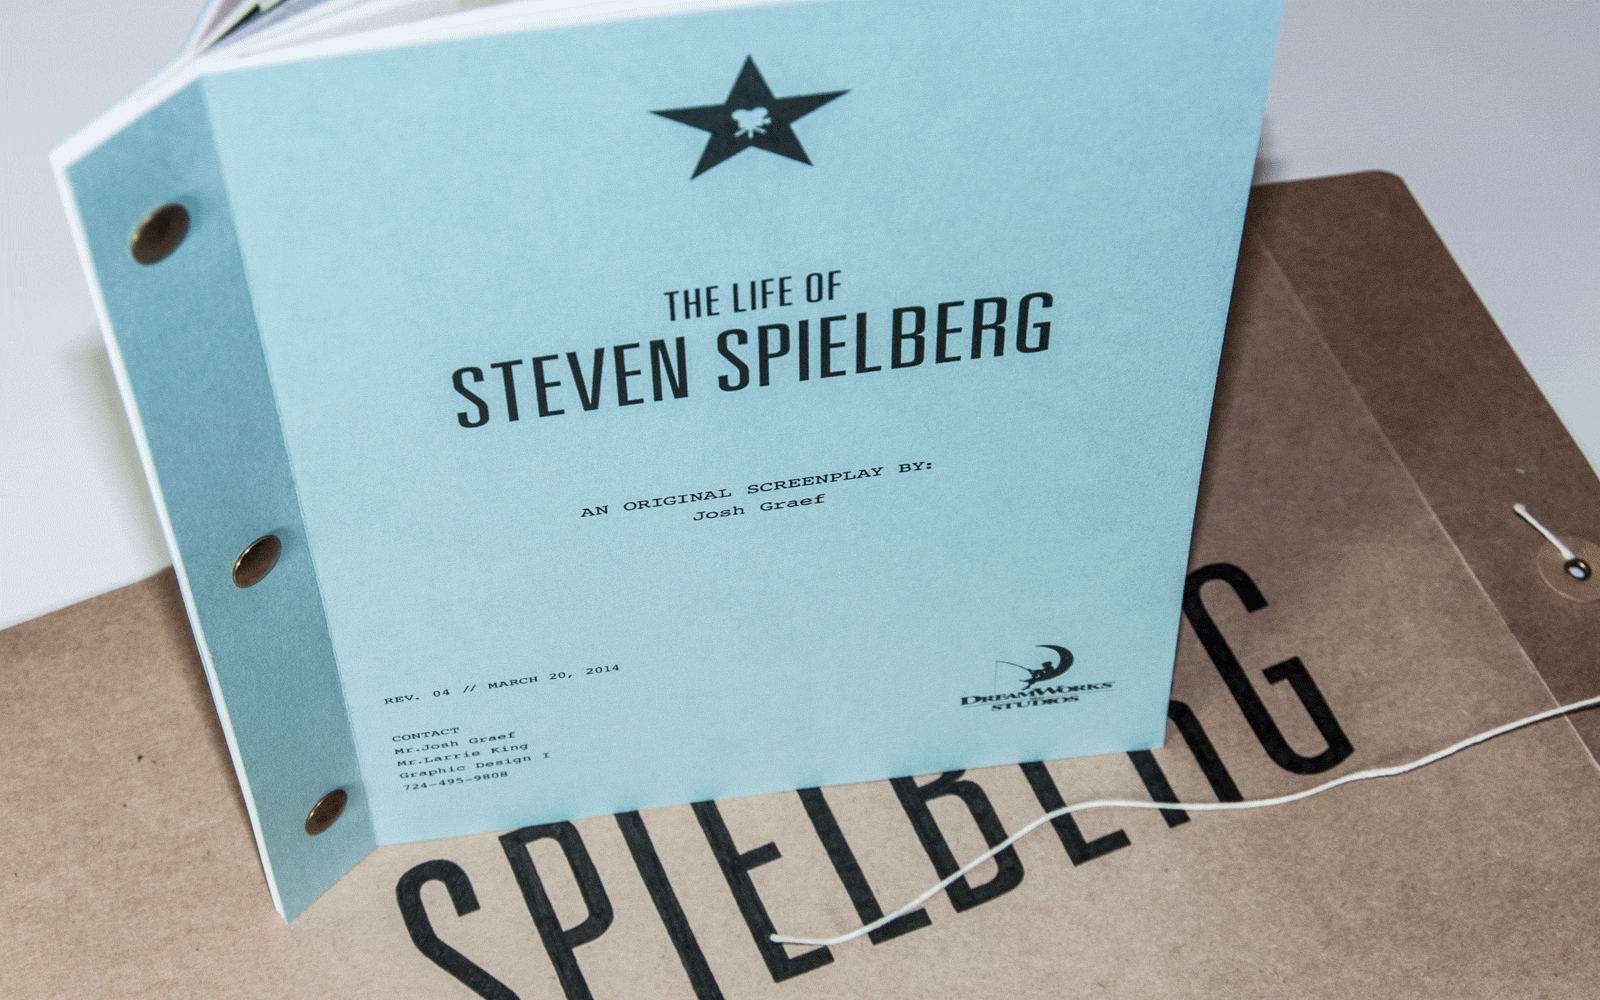 THE LIFE OF
STEVEN SPIELBERG
AN ORIGINAL SCREENPLAY BY:
Josh Graef
REV. 04 // MARCH 20, 2014
CONTACT
Mr.Josh Graef
Mr.Larrie King
Graphic Design I
724-495-9808
DREAMWORKS
STUDIOS
SPIELBERG